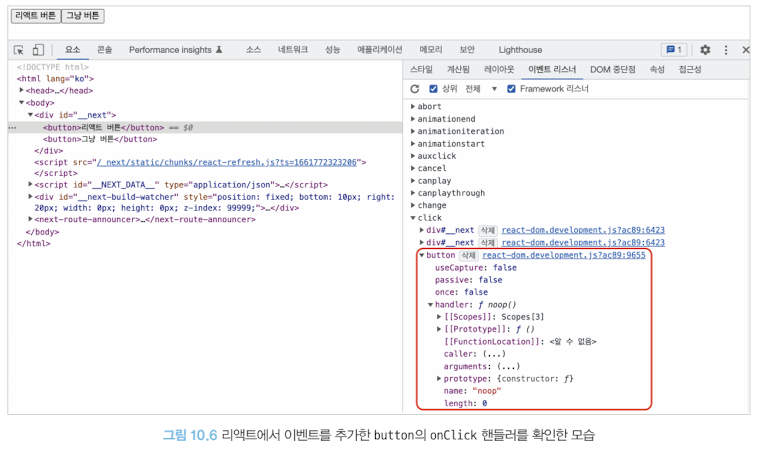 리액트 버튼 그냥 버튼
요소 콘솔 Performance insights 소스 네트워크 성능 애플리케이션 메모리 보안 Lighthouse 1
<!DOCTYPE html>
<html lang="ko">
<head>…</head>
<body>
<div id="__next">
<button>리액트 버튼</button> == $0
<button>그냥 버튼</button>
</div>
<script src="/_next/static/chunks/react-refresh.js?ts=1661772323206">
</script>
<script id="__NEXT_DATA__" type="application/json">…</script>
<div id="__next-build-watcher" style="position: fixed; bottom: 10px; right:
20px; width: 0px; height: 0px; z-index: 99999;">…</div>
<next-route-announcer>…</next-route-announcer>
</body>
</html>
스타일 계산됨 레이아웃 이벤트 리스너 DOM 중단점 속성 접근성
상위 전체 Framework 리스너
abort
animationend
animationiteration
animationstart
auxclick
cancel
canplay
canplaythrough
change
click
div#__next 삭제 react-dom.development.js?ac89:6423
div#__next 삭제 react-dom.development.js?ac89:6423
button 삭제 react-dom.development.js?ac89:9655
useCapture: false
passive: false
once: false
handler: ƒ noop()
[[Scopes]]: Scopes[3]
[[Prototype]]: ƒ ()
[[FunctionLocation]]: <알 수 없음>
caller: (...)
arguments: (...)
prototype: {constructor: ƒ}
name: "noop"
length: 0
그림 10.6 리액트에서 이벤트를 추가한 button의 onClick 핸들러를 확인한 모습